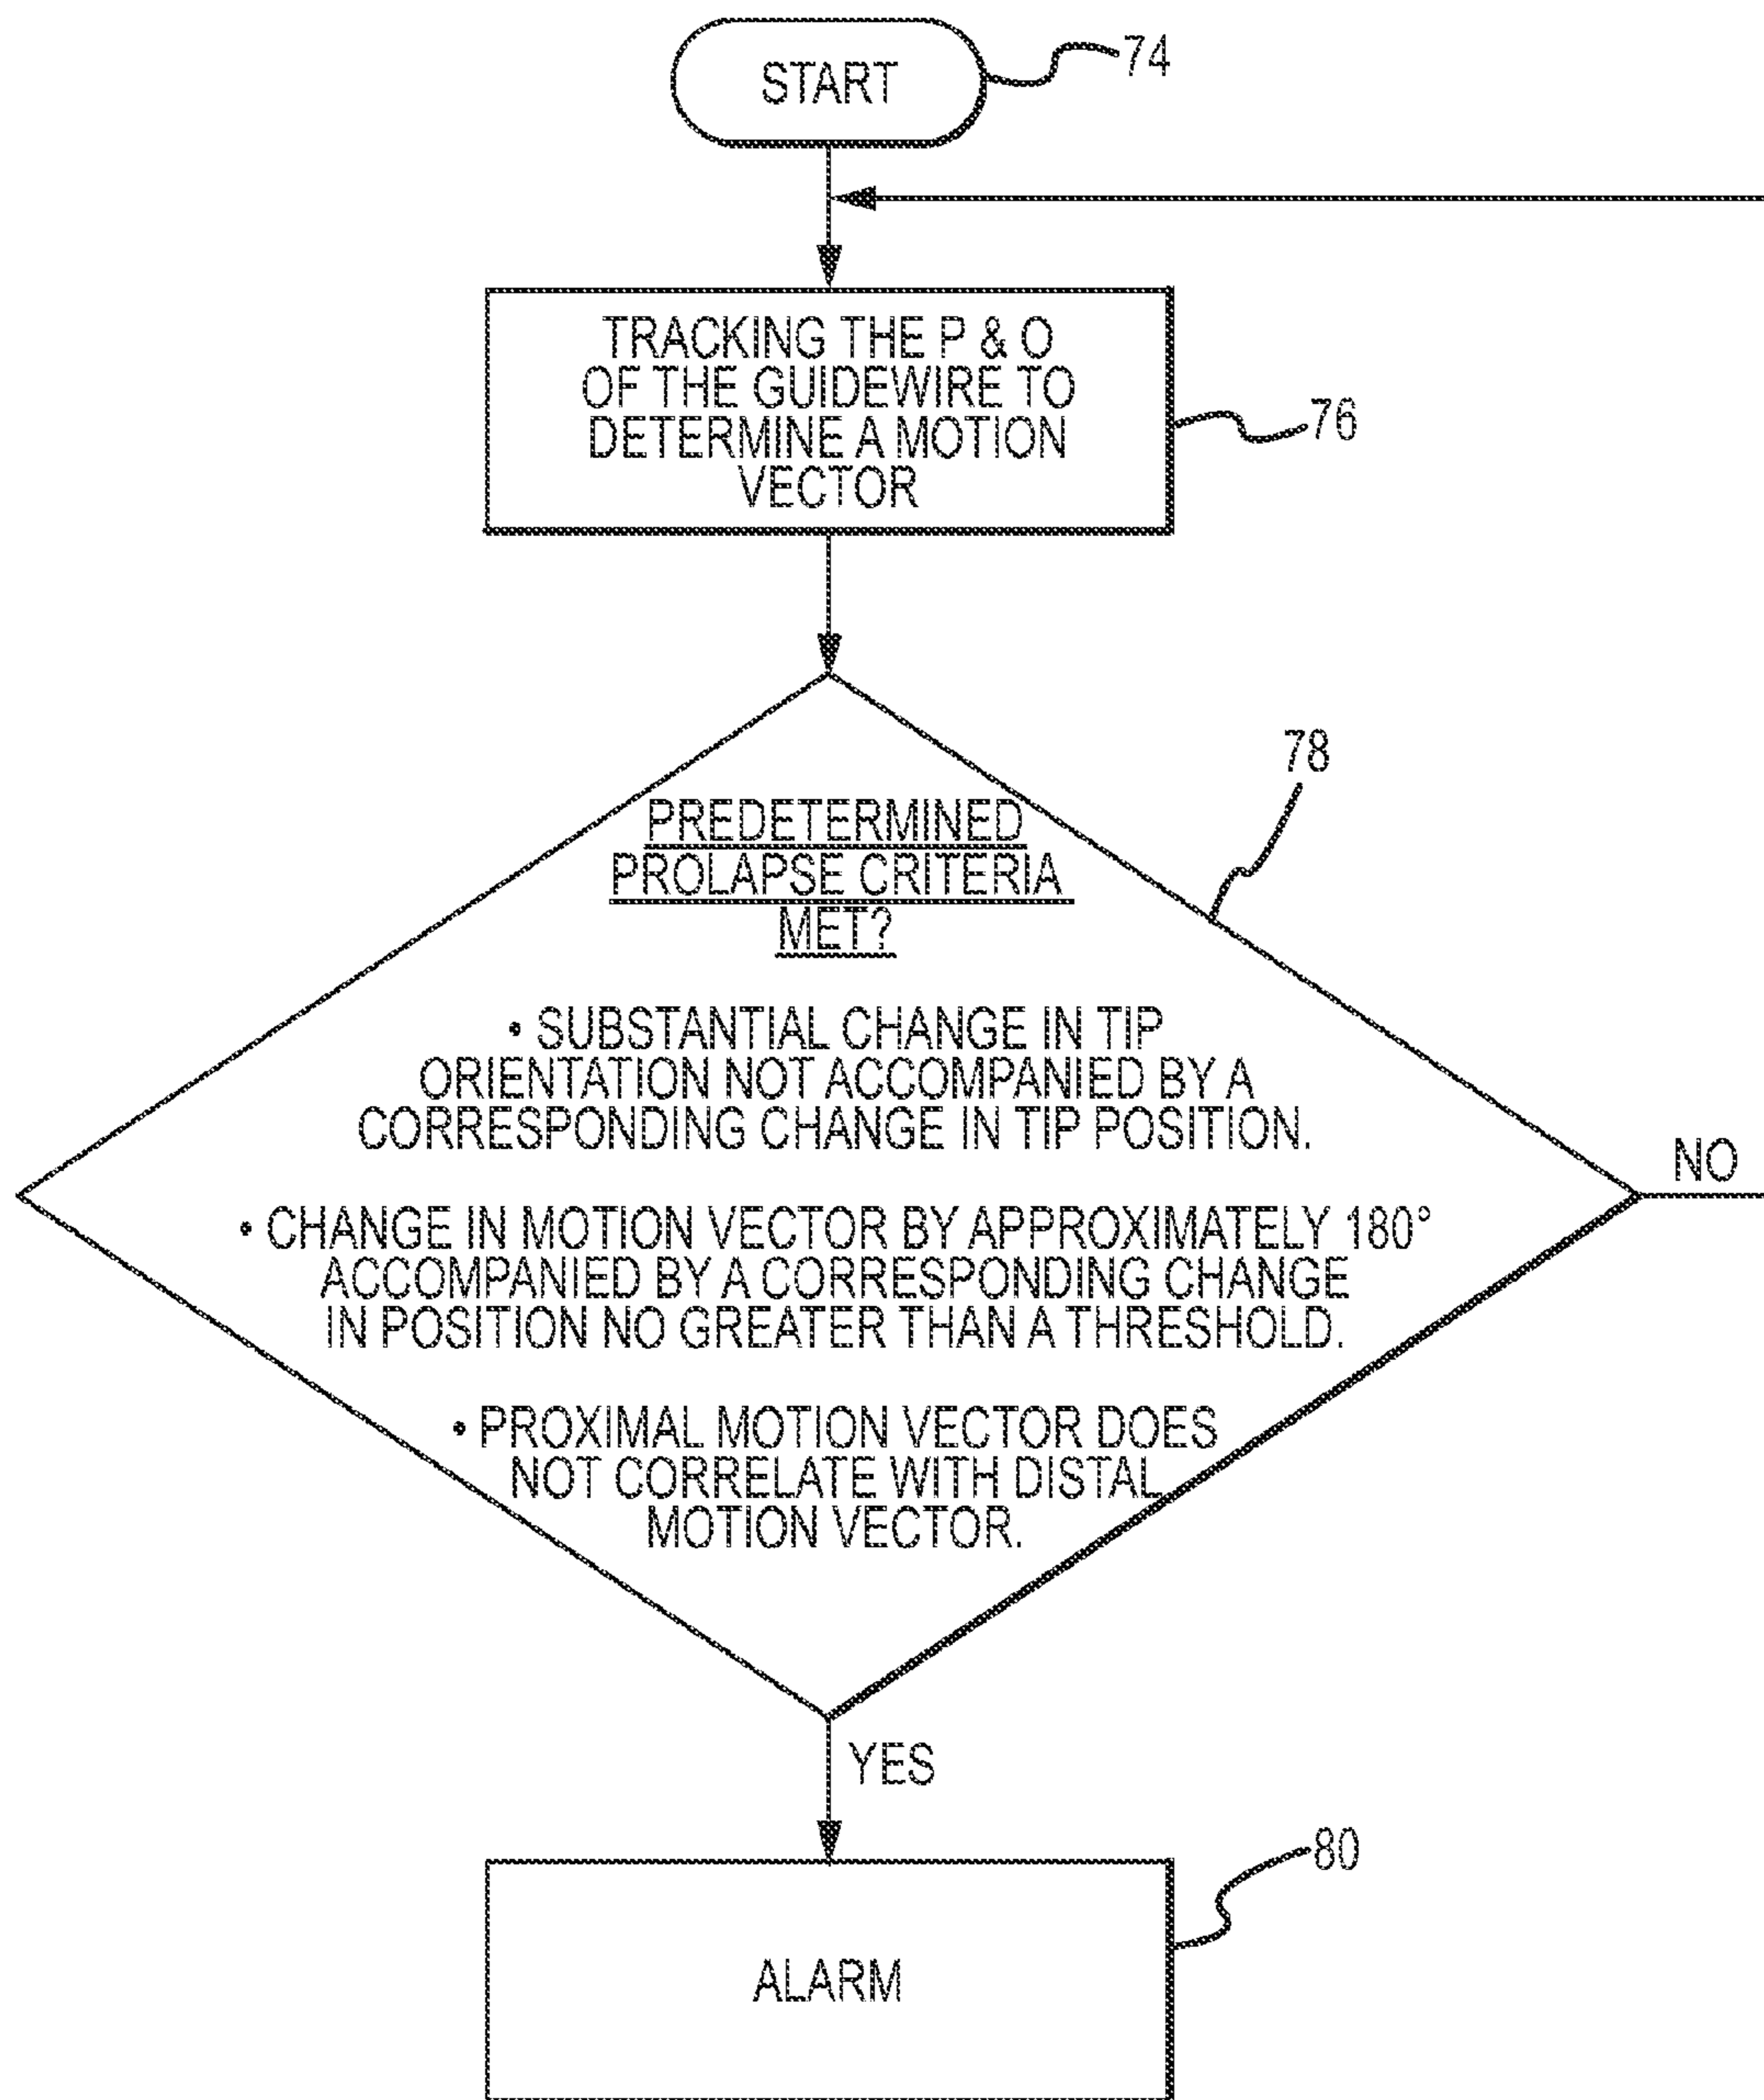 START
74
TRACKING THE P & O
OF THE GUIDEWIRE TO
DETERMINE A MOTION
VECTOR
76
78
PREDETERMINED
PROLAPSE CRITERIA
MET?
• SUBSTANTIAL CHANGE IN TIP
ORIENTATION NOT ACCOMPANIED BY A
CORRESPONDING CHANGE IN TIP POSITION.
NO
• CHANGE IN MOTION VECTOR BY APPROXIMATELY 180°
ACCOMPANIED BY A CORRESPONDING CHANGE
IN POSITION NO GREATER THAN A THRESHOLD.
• PROXIMAL MOTION VECTOR DOES
NOT CORRELATE WITH DISTAL
MOTION VECTOR.
YES
80
ALARM